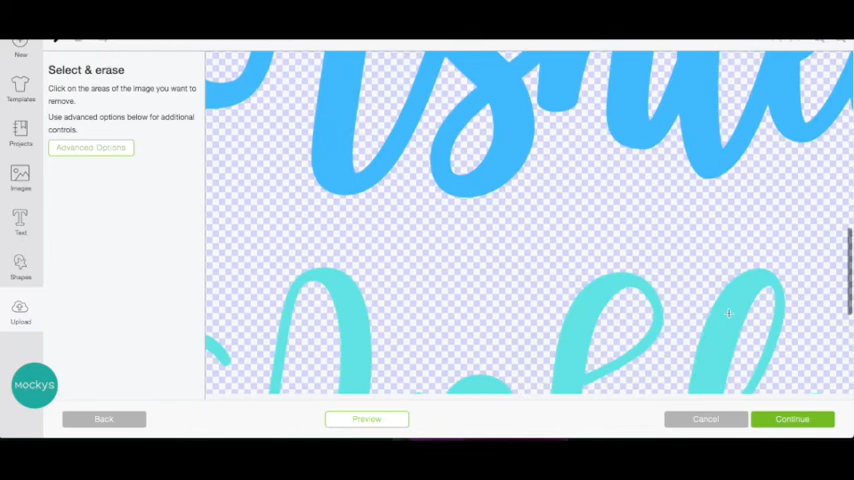 New
Templates
Projects
Images
Text
Shapes
Upload
MOCKYS
Select & erase
Click on the areas of the image you want to
remove.
Use advanced options below for additional
controls.
Advanced Options
Back
Preview
Cancel
Continue